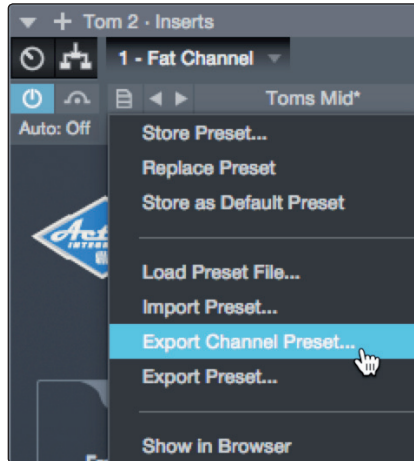 Tom 2 · Inserts
1 - Fat Channel
Toms Mid*
Auto: Off
Store Preset...
Replace Preset
Store as Default Preset
Load Preset File...
Import Preset...
Export Channel Preset...
Export Preset...
Show in Browser